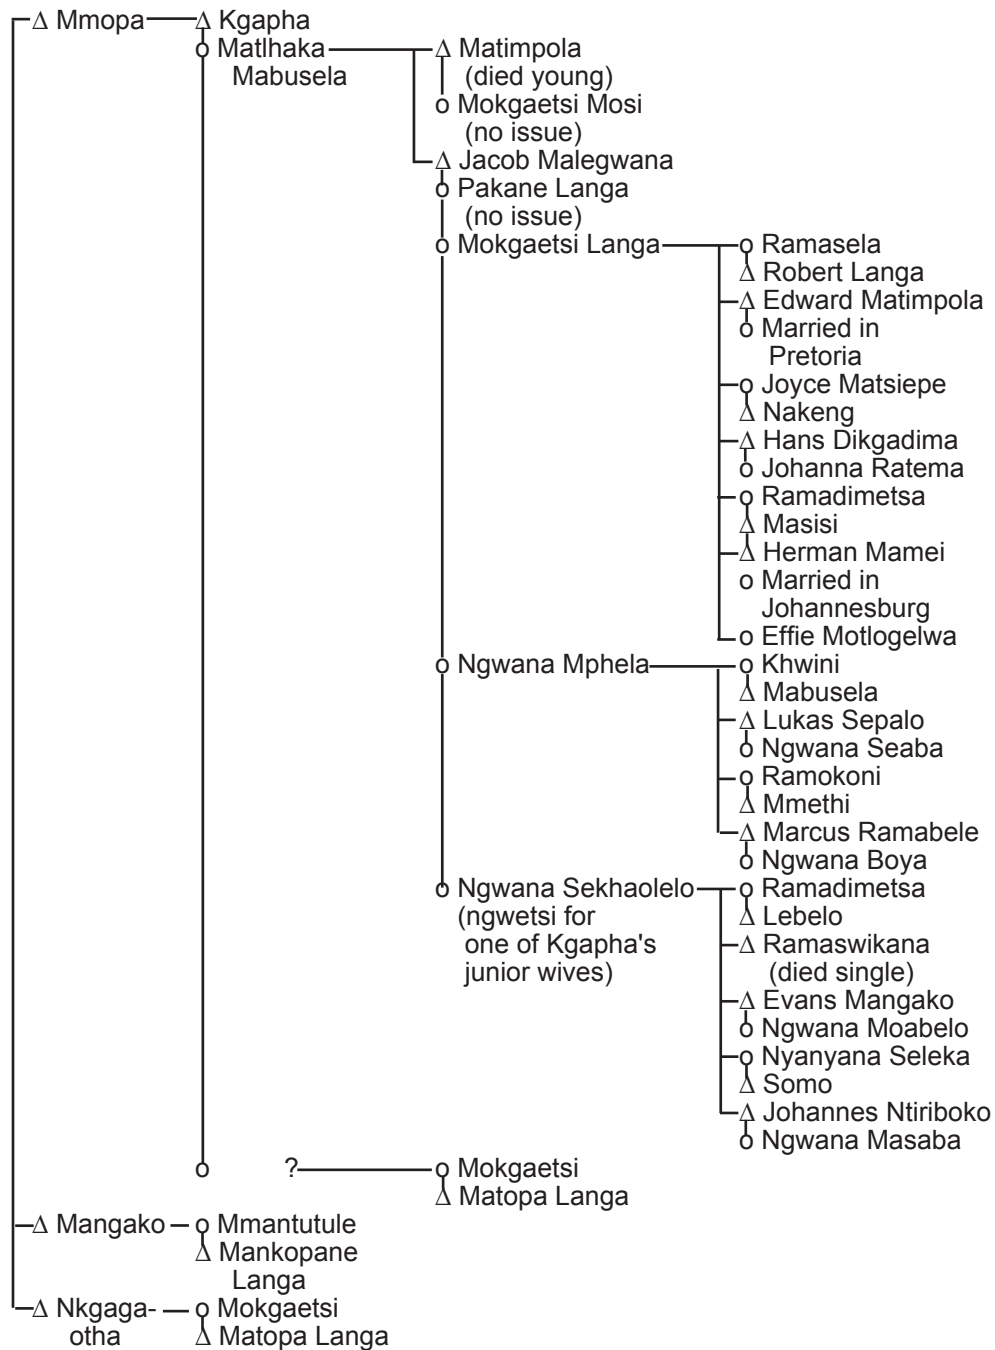 Δ Mmopa Δ Kgapha
o Matlhaka Δ Matimpola
Mabusela (died young)
o Mokgaetsi Mosi
(no issue)
Δ Jacob Malegwana
o Pakane Langa
(no issue)
o Mokgaetsi Langa o Ramasela
Δ Robert Langa
Δ Edward Matimpola
o Married in
Pretoria
o Joyce Matsiepe
Δ Nakeng
Δ Hans Dikgadima
o Johanna Ratema
o Ramadimetsa
Δ Masisi
Δ Herman Mamei
o Married in
Johannesburg
o Effie Motlogelwa
o Ngwana Mphela o Khwini
Δ Mabusela
Δ Lukas Sepalo
o Ngwana Seaba
o Ramokoni
Δ Mmethi
Δ Marcus Ramabele
o Ngwana Boya
o Ngwana Sekhaolelo o Ramadimetsa
(ngwetsi for Δ Lebelo
one of Kgapha's Δ Ramaswikana
junior wives) (died single)
Δ Evans Mangako
o Ngwana Moabelo
o Nyanyana Seleka
Δ Somo
Δ Johannes Ntiriboko
o Ngwana Masaba
o ? o Mokgaetsi
Δ Matopa Langa
Δ Mangako o Mmantutule
Δ Mankopane
Langa
Δ Nkgaga- o Mokgaetsi
otha Δ Matopa Langa